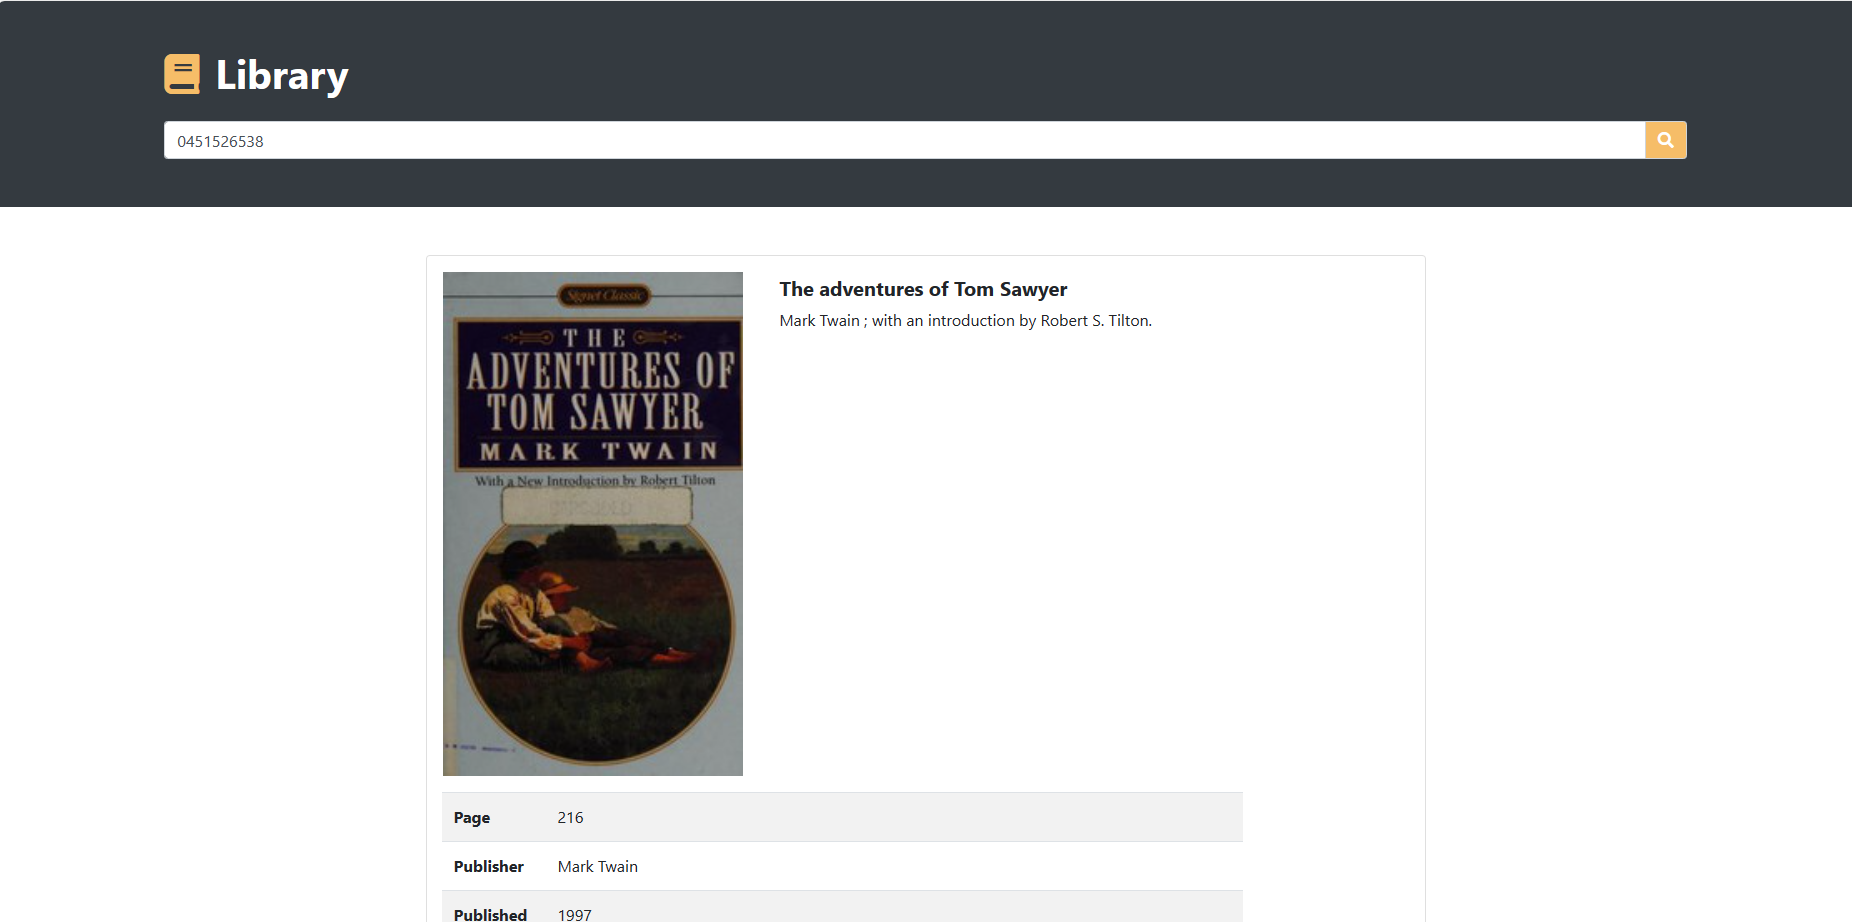 Library
0451526538
Signet Classic
THE
ADVENTURES OF
TOM SAWYER
MARK TWAIN
With a New Introduction by Robert Tilton
The adventures of Tom Sawyer
Mark Twain ; with an introduction by Robert S. Tilton.
Page 216
Publisher Mark Twain
Published 1997